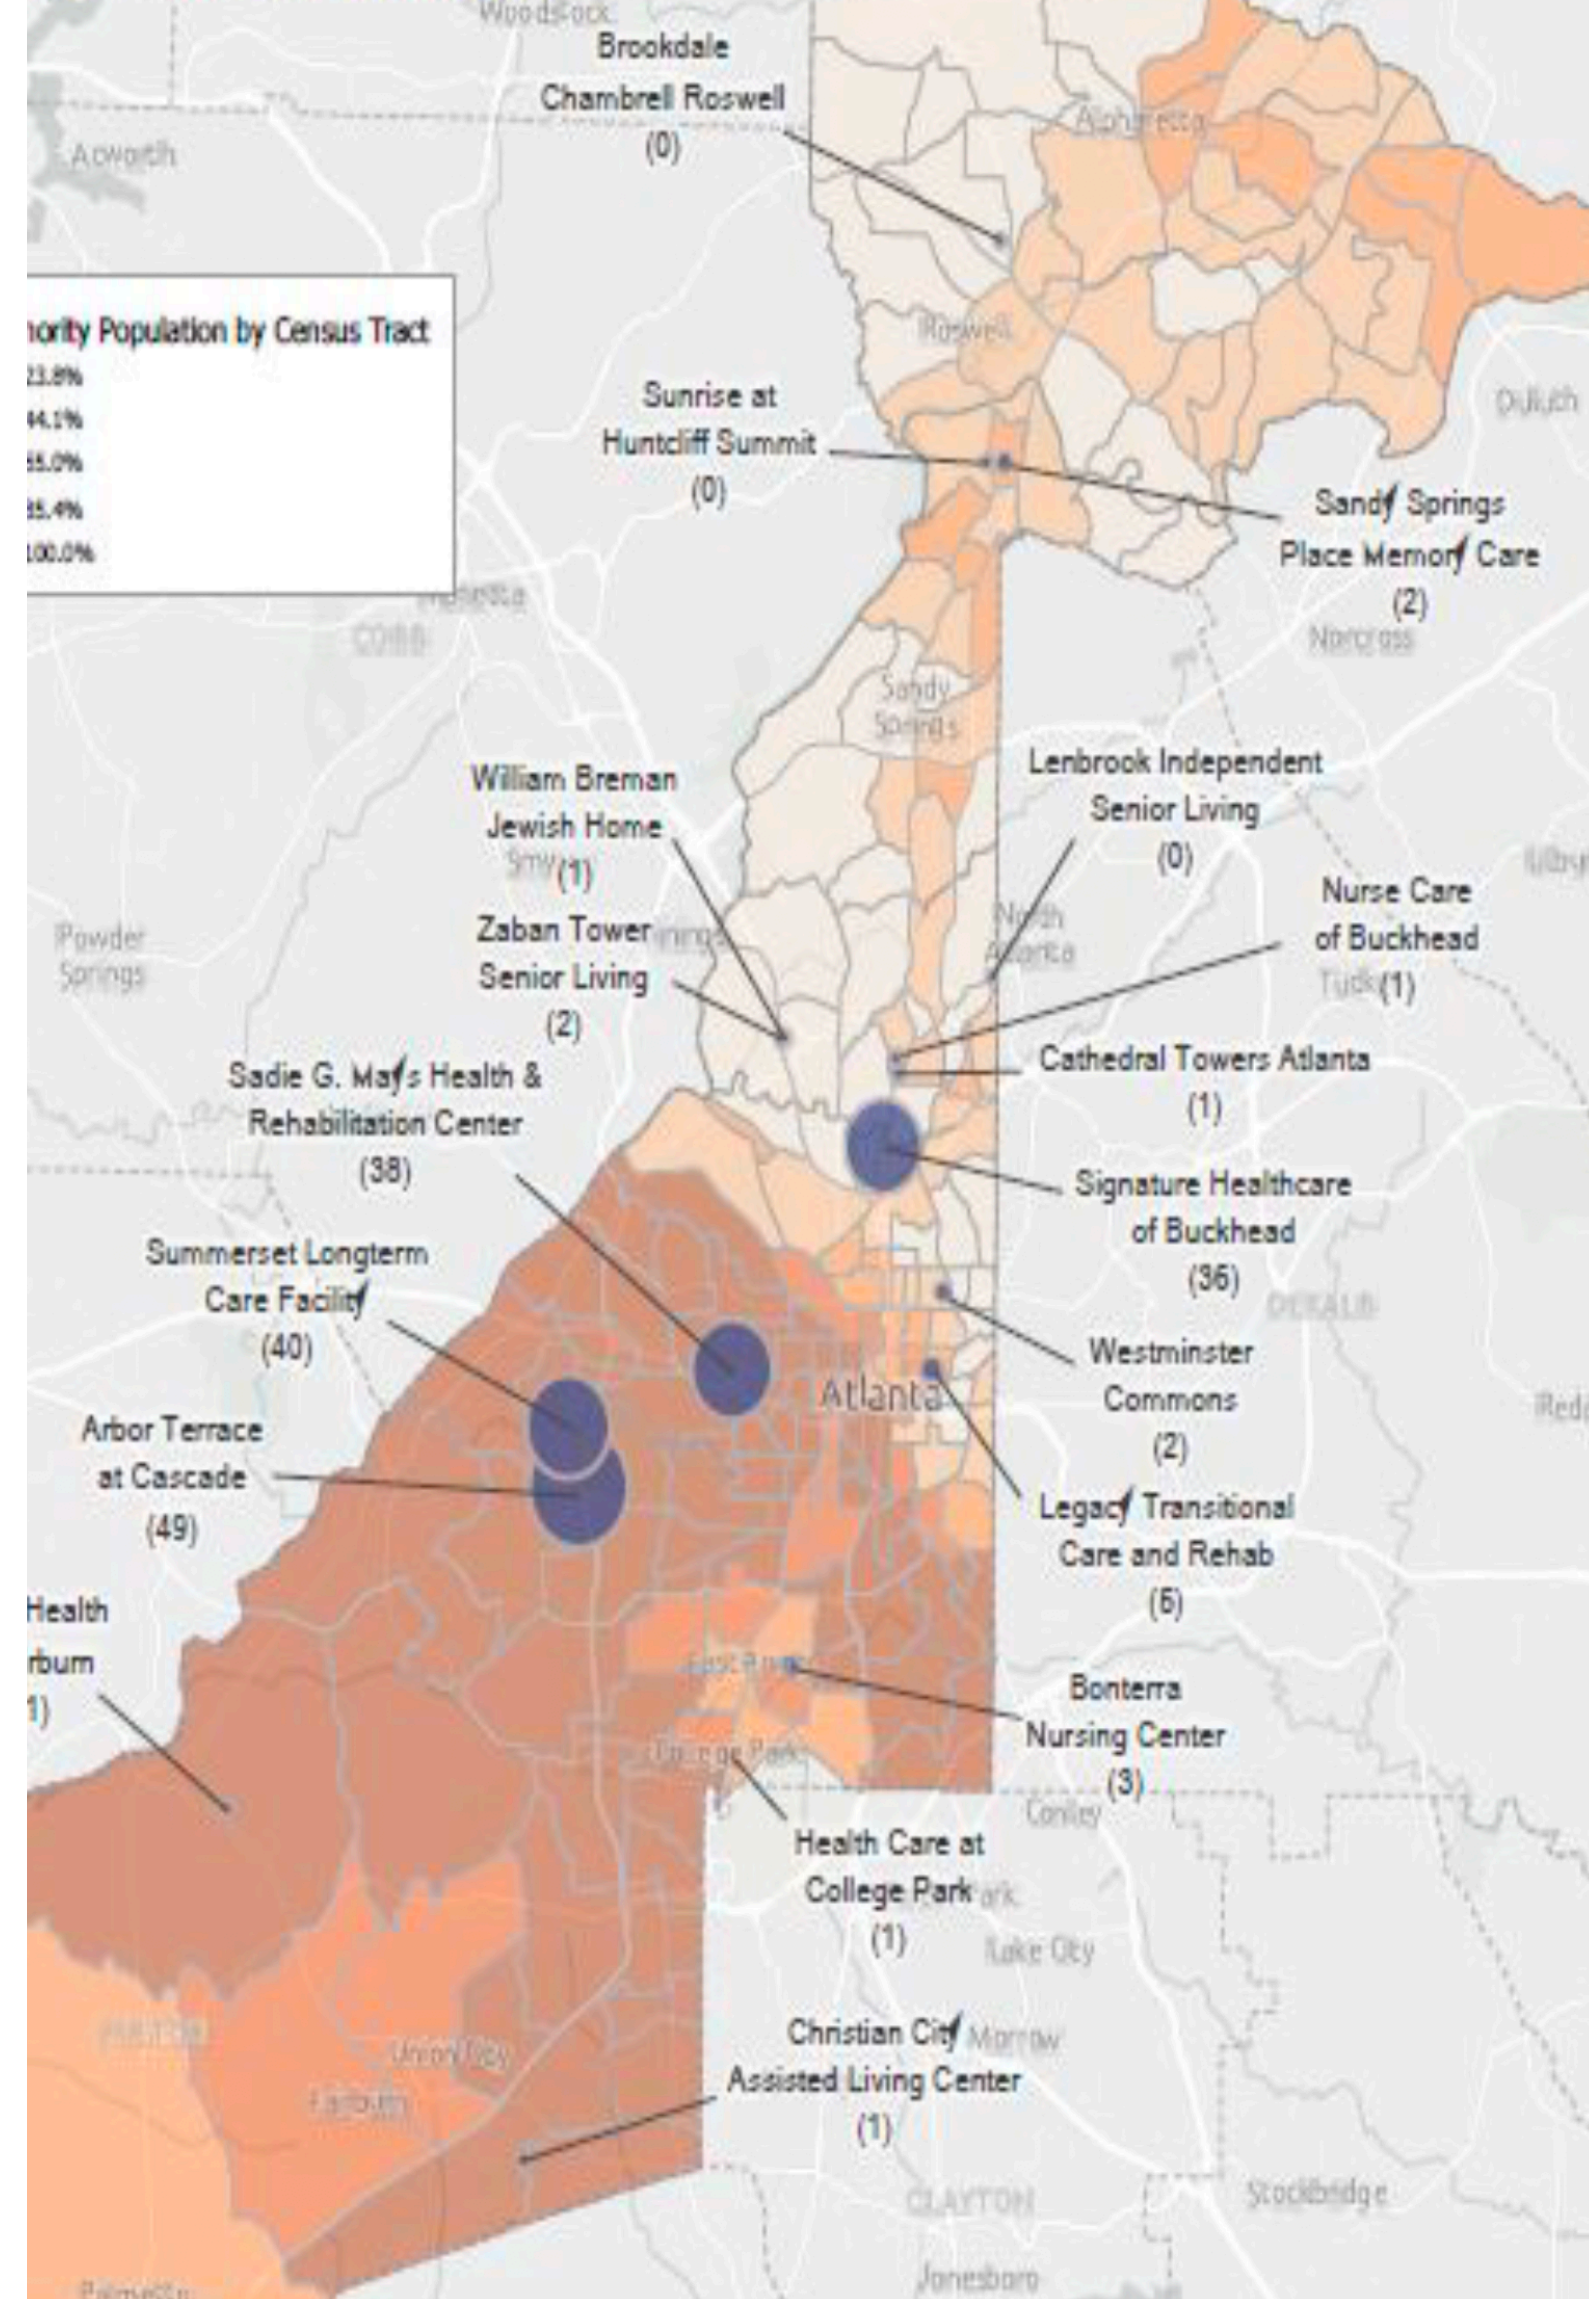 Woodstock
Brookdale
Chambrell Roswell
(0)
Acworth
Alpharetta
nority Population by Census Tract
23.8%
44.1%
35.4%
100.0%
Roswell
Duluth
Sunrise at
Huntcliff Summit
(0)
Sandy Springs
Place Memory Care
(2)
Marietta
COBB
Norcross
Sandy
Springs
William Breman
Jewish Home
(1)
Lenbrook Independent
Senior Living
(0)
Zaban Tower
Senior Living
(2)
Powder
Springs
North
Atlanta
Nurse Care
of Buckhead
(1)
Cathedral Towers Atlanta
(1)
Sadie G. Mays Health &
Rehabilitation Center
(38)
Signature Healthcare
of Buckhead
(36)
Summerset Longterm
Care Facility
(40)
DEKALB
Westminster
Commons
(2)
Atlanta
Arbor Terrace
at Cascade
(49)
Legacy Transitional
Care and Rehab
(6)
Health
rburn
1)
East Point
Bonterra
Nursing Center
(3)
College Park
Conley
Health Care at
College Park
(1)
Lake City
Christian City
Assisted Living Center
(1)
Morrow
FULTON
Union City
Fairburn
CLAYTON
Stockbridge
Jonesboro
Palmetto